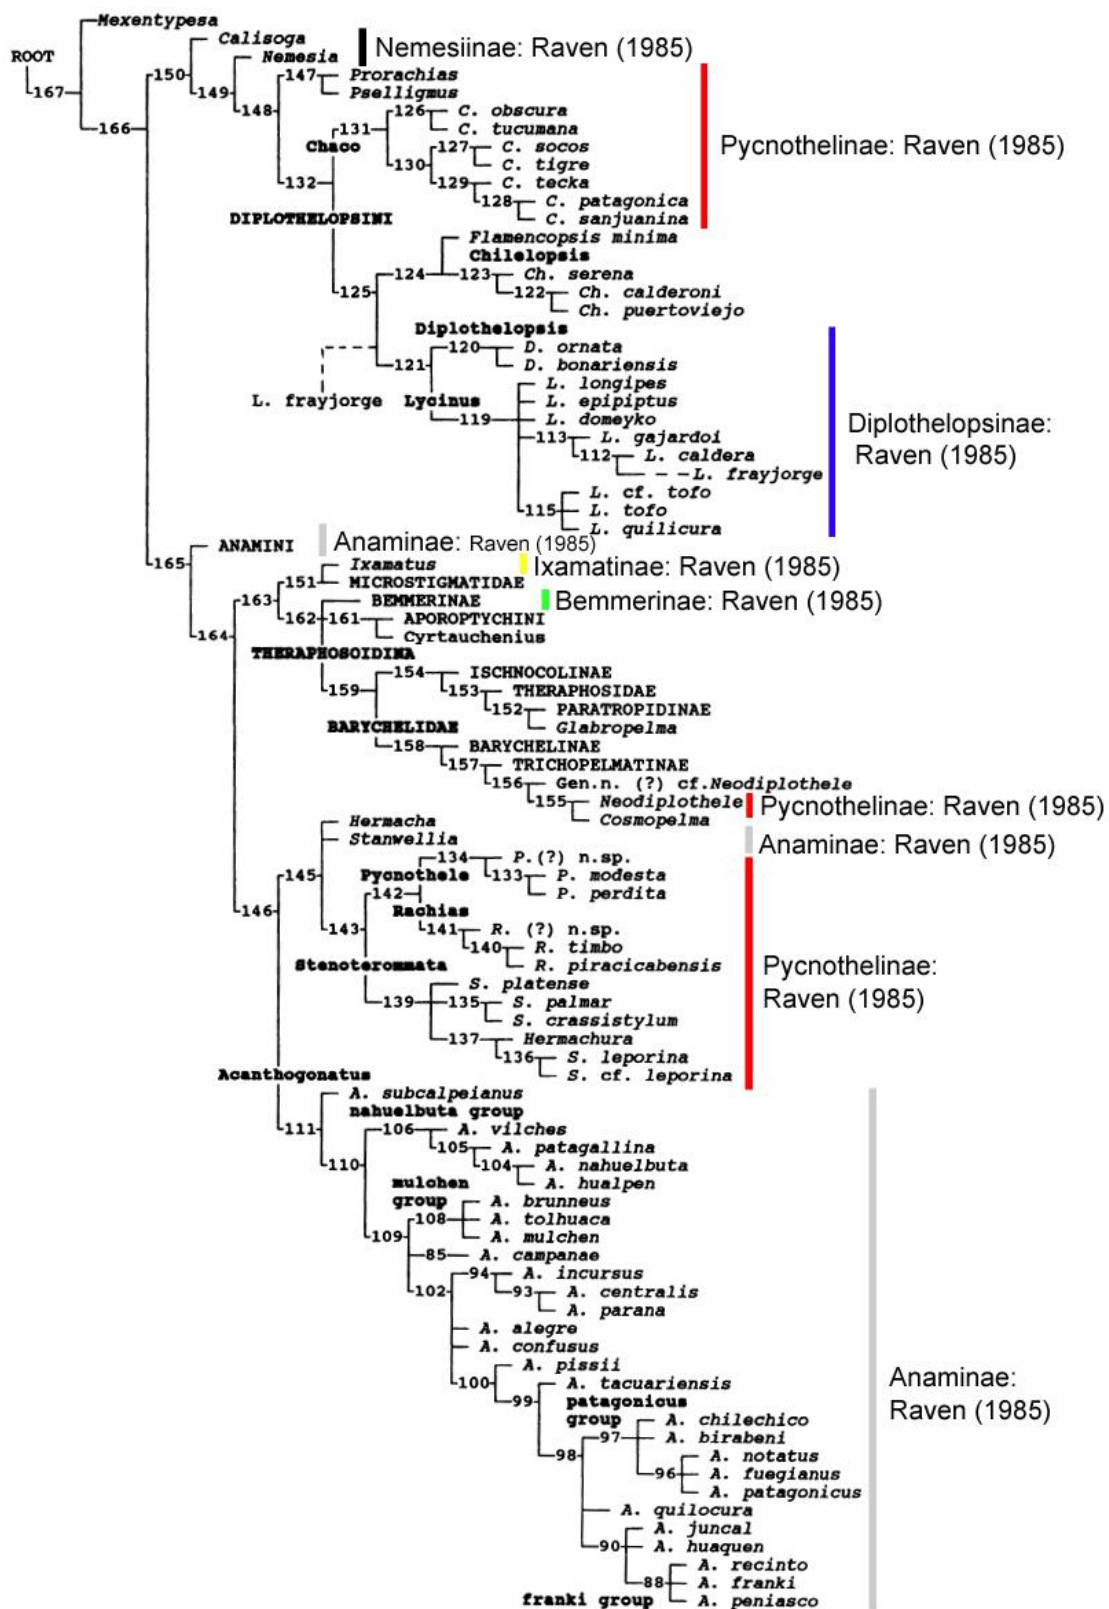 Mexentypesa
Calisoga
ROOT
Nemesia
Nemesiinae: Raven (1985)
150
147
Prorachias
167
149
Pselligmus
148
126
C. obscura
166
131
C. tucumana
Chaco
127
C. socos
Pycnothelinae: Raven (1985)
130
C. tigre
132
129
C. tecka
128
C. patagonica
DIPLOTHELOPSINI
C. sanjuanina
Flamencopsis minima
Chilelopsis
124
123
Ch. serena
125
122
Ch. calderoni
Ch. puertoviejo
Diplothelopsis
120
D. ornata
121
D. bonariensis
L. longipes
L. frayjorge
Lycinus
L. epipiptus
119
L. domeyko
Diplothelopsinae:
Raven (1985)
113
L. gajardoi
112
L. caldera
L. frayjorge
L. cf. tofo
115
L. tofo
L. quilicura
ANAMINI
Anaminae: Raven (1985)
165
Ixamatus
Ixamatinae: Raven (1985)
151
MICROSTIGMATIDAE
163
BEMMERINAE
Bemmerinae: Raven (1985)
162
161
APOROPTYCHINI
164
Cyrtauchenius
THERAPHOSOIDINA
154
ISCHNOCOLINAE
159
153
THERAPHOSIDAE
152
PARATROPIDINAE
BARYCHELIDAE
Glabropelma
158
BARYCHELINAE
157
TRICHOPELMATINAE
156
Gen.n. (?) cf.Neodiplothele
155
Neodiplothele
Pycnothelinae: Raven (1985)
Cosmopelma
Hermacha
Stanwellia
Anaminae: Raven (1985)
134
P.(?) n.sp.
145
Pycnothele
133
P. modesta
142
P. perdita
146
Rachias
143
141
R. (?) n.sp.
140
R. timbo
Stenoterommata
R. piracicabensis
Pycnothelinae:
Raven (1985)
S. platense
139
135
S. palmar
S. crassistylum
137
Hermachura
136
S. leporina
Acanthogonatus
S. cf. leporina
A. subcalpeianus
nahuelbuta group
111
106
A. vilches
105
A. patagallina
110
104
A. nahuelbuta
mulchen
group
A. hualpen
A. brunneus
108
A. tolhuaca
109
A. mulchen
85
A. campanae
94
A. incursus
102
93
A. centralis
A. parana
A. alegre
A. confusus
A. pissii
100
A. tacuariensis
Anaminae:
Raven (1985)
99
patagonicus
group
A. chilechico
97
A. birabeni
98
A. notatus
96
A. fuegianus
A. patagonicus
A. quilocura
A. juncal
90
A. huaquen
A. recinto
88
A. franki
franki group
A. peniasco